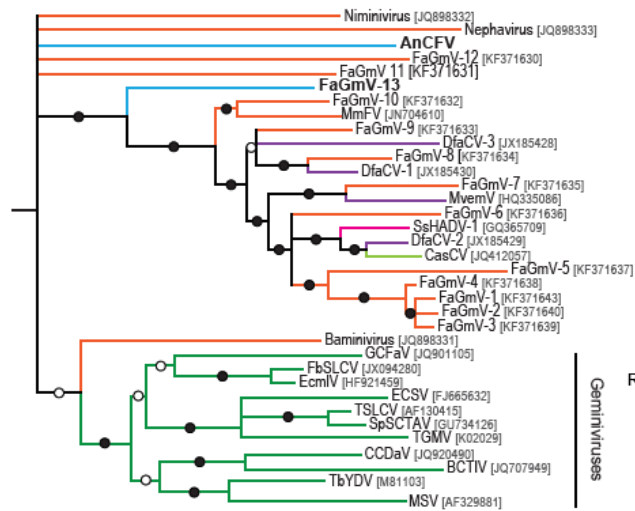 Niminivirus [JQ898332]
Nephavirus [JQ898333]
AnCFV
FaGmV-12 [KF371630]
FaGmV 11 [KF371631]
FaGmV-13
FaGmV-10 [KF371632]
MmFV [JN704610]
FaGmV-9 [KF371633]
DfaCV-3 [JX185428]
FaGmV-8 [KF371634]
DfaCV-1 [JX185430]
FaGmV-7 [KF371635]
MvemV [HQ335086]
FaGmV-6 [KF371636]
SsHADV-1 [GQ365709]
DfaCV-2 [JX185429]
CasCV [JQ412057]
FaGmV-5 [KF371637]
FaGmV-4 [KF371638]
FaGmV-1 [KF371643]
FaGmV-2 [KF371640]
FaGmV-3 [KF371639]
Baminivirus [JQ898331]
GCFaV [JQ901105]
FbSLCV [JX094280]
EcmlV [HF921459]
ECSV [FJ665632]
TSLCV [AF130415]
SpSCTAV [GU734126]
TGMV [K02029]
CCDaV [JQ920490]
BCTIV [JQ707949]
TbYDV [M81103]
MSV [AF329881]
Geminiviruses
R